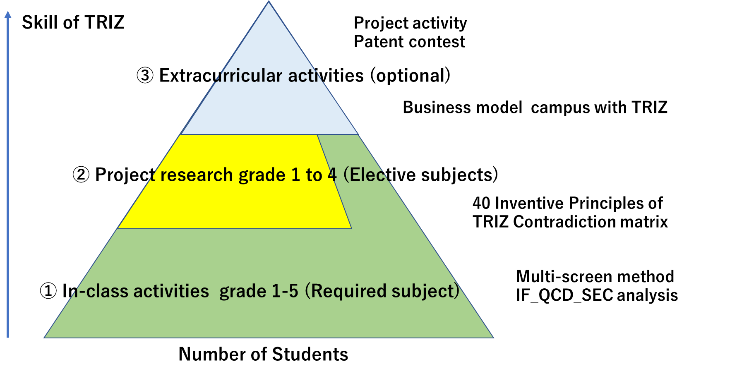 Skill of TRIZ
Project activity
Patent contest
③ Extracurricular activities (optional)
Business model  campus with TRIZ
② Project research grade 1 to 4 (Elective subjects)
40 Inventive Principles of
TRIZ Contradiction matrix
Multi-screen method
IF_QCD_SEC analysis
① In-class activities  grade 1-5 (Required subject)
Number of Students